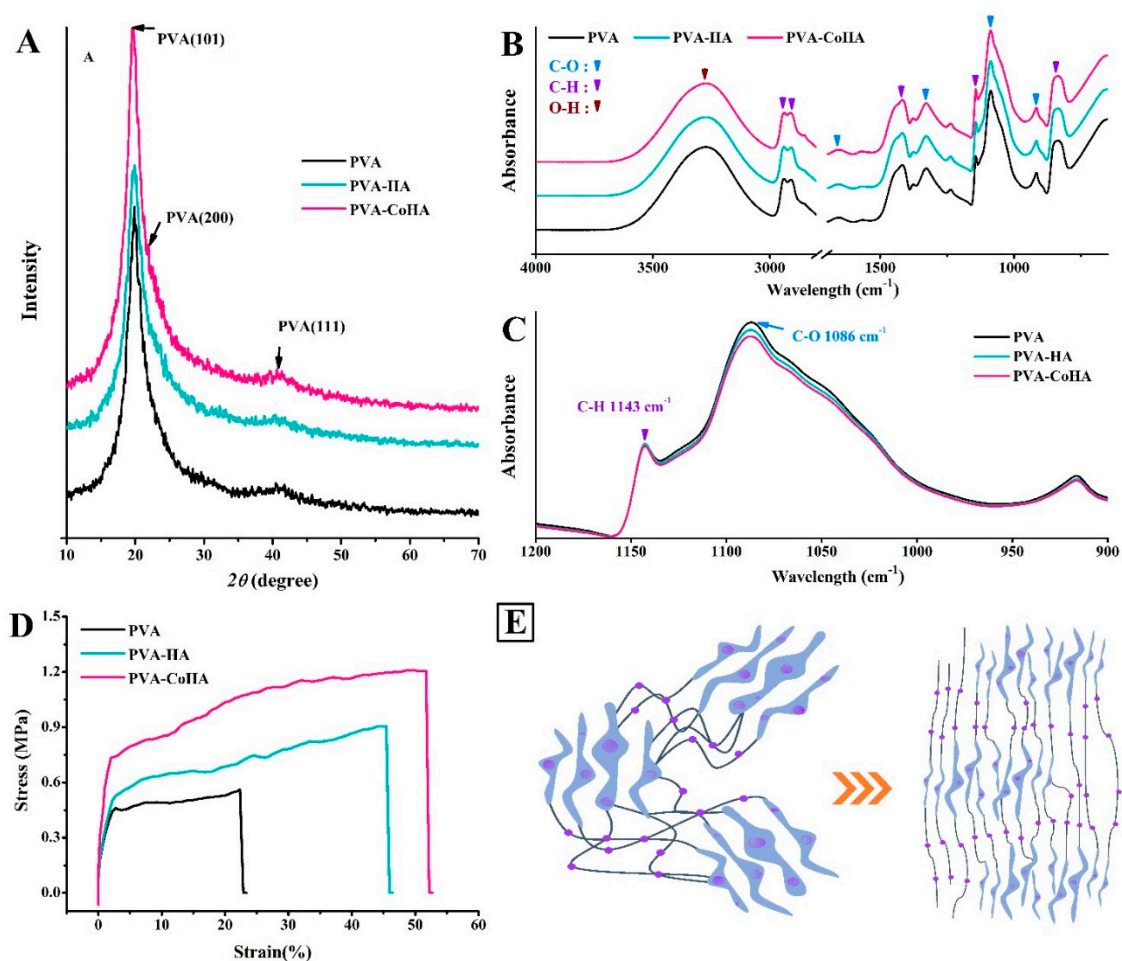 A
A
PVA(101)
PVA
PVA-HA
PVA-CoHA
PVA(200)
PVA(111)
Intensity
10 20 30 40 50 60 70
2θ (degree)
B
PVA PVA-HA PVA-CoHA
C-O :
C-H :
O-H :
Absorbance
4000 3500 3000 1500 1000
Wavelength (cm⁻¹)
C
C-O 1086 cm⁻¹
PVA
PVA-HA
PVA-CoHA
C-H 1143 cm⁻¹
Absorbance
1200 1150 1100 1050 1000 950 900
Wavelength (cm⁻¹)
D
PVA
PVA-HA
PVA-CoHA
Stress (MPa)
1.5
1.2
0.9
0.6
0.3
0.0
0 10 20 30 40 50 60
Strain(%)
E